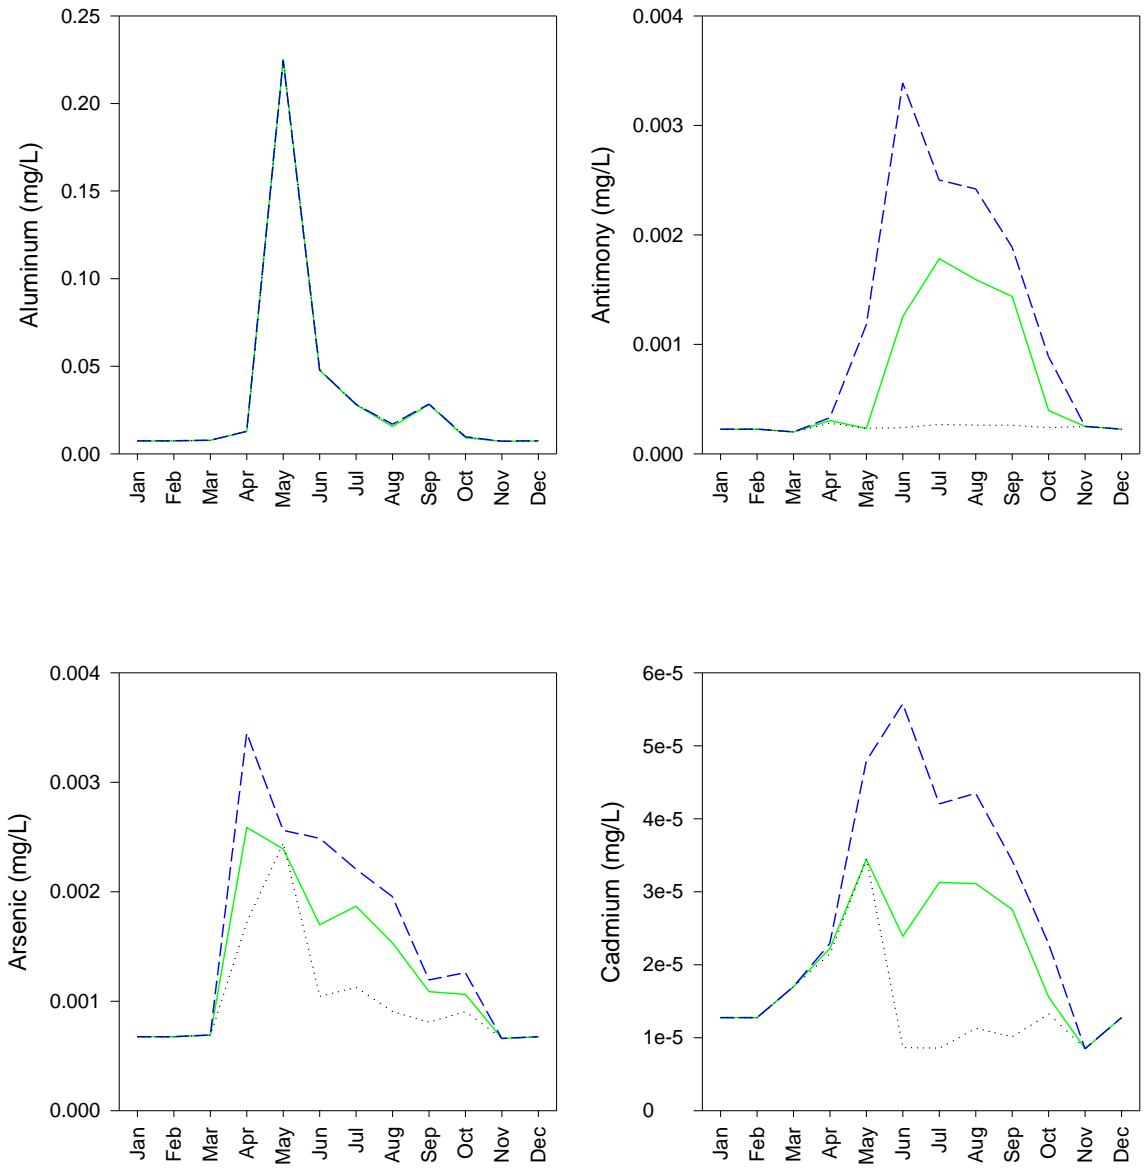 Aluminum (mg/L)
0.25
0.20
0.15
0.10
0.05
0.00
Jan
Feb
Mar
Apr
May
Jun
Jul
Aug
Sep
Oct
Nov
Dec
Antimony (mg/L)
0.004
0.003
0.002
0.001
0.000
Jan
Feb
Mar
Apr
May
Jun
Jul
Aug
Sep
Oct
Nov
Dec
Arsenic (mg/L)
0.004
0.003
0.002
0.001
0.000
Jan
Feb
Mar
Apr
May
Jun
Jul
Aug
Sep
Oct
Nov
Dec
Cadmium (mg/L)
6e-5
5e-5
4e-5
3e-5
2e-5
1e-5
0
Jan
Feb
Mar
Apr
May
Jun
Jul
Aug
Sep
Oct
Nov
Dec